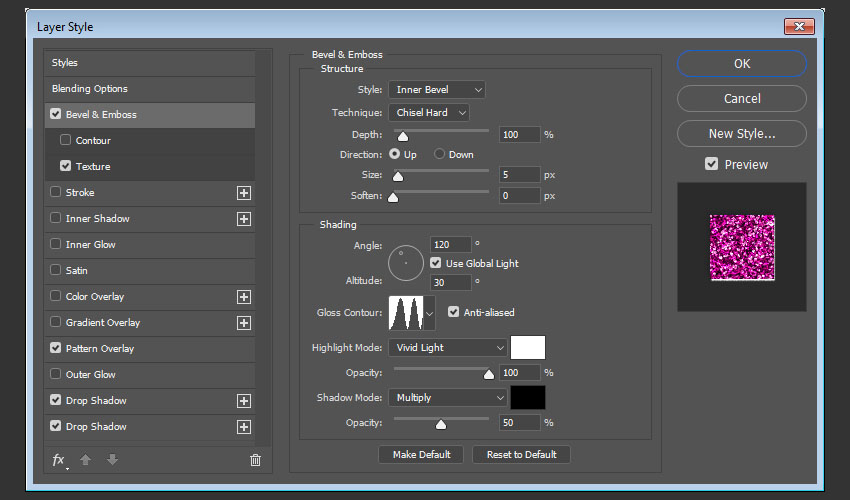 Layer Style
Styles
Blending Options
Bevel & Emboss
Contour
Texture
Stroke
Inner Shadow
Inner Glow
Satin
Color Overlay
Gradient Overlay
Pattern Overlay
Outer Glow
Drop Shadow
Drop Shadow
fx
Bevel & Emboss
Structure
Style: Inner Bevel
Technique: Chisel Hard
Depth: 100 %
Direction: Up Down
Size: 5 px
Soften: 0 px
Shading
Angle: 120 °
Use Global Light
Altitude: 30 °
Gloss Contour: Anti-aliased
Highlight Mode: Vivid Light
Opacity: 100 %
Shadow Mode: Multiply
Opacity: 50 %
Make Default Reset to Default
OK
Cancel
New Style...
Preview